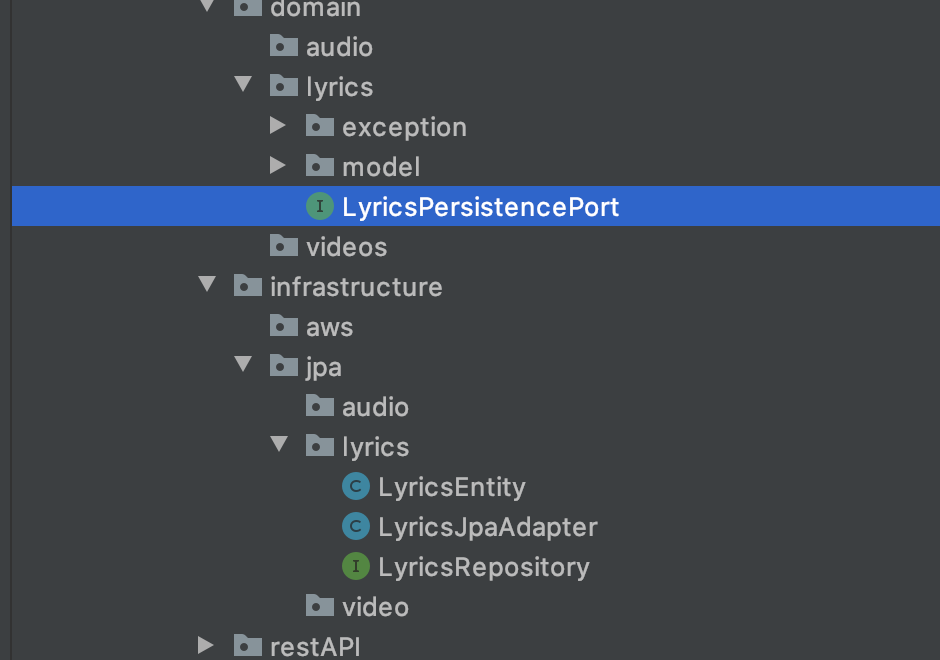 domain
audio
lyrics
exception
model
I LyricsPersistencePort
videos
infrastructure
aws
jpa
audio
lyrics
C LyricsEntity
C LyricsJpaAdapter
I LyricsRepository
video
restAPI